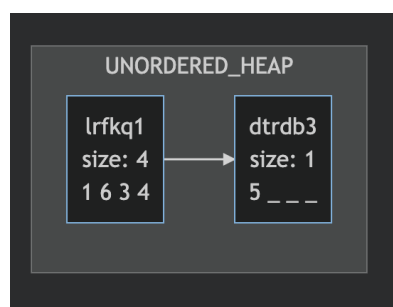 UNORDERED_HEAP
lrfkq1
size: 4
1 6 3 4
dtrdb3
size: 1
5 _ _ _